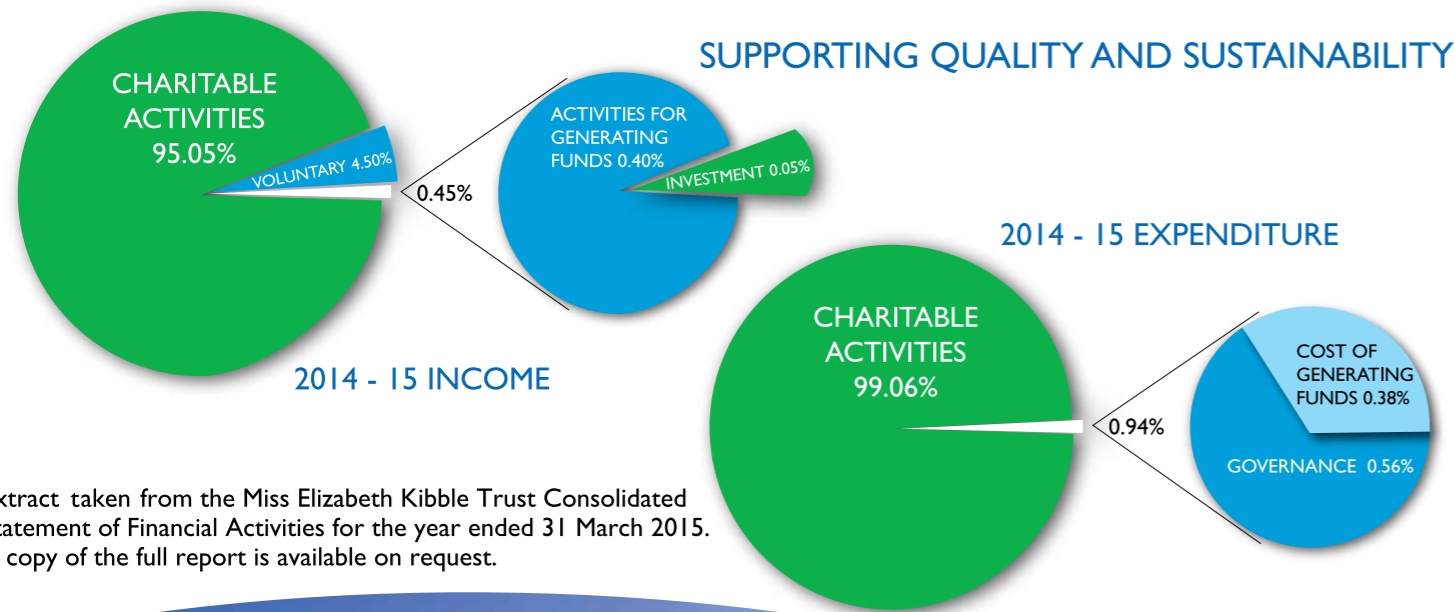 SUPPORTING QUALITY AND SUSTAINABILITY
CHARITABLE
ACTIVITIES
95.05%
VOLUNTARY 4.50%
0.45%
ACTIVITIES FOR
GENERATING
FUNDS 0.40%
INVESTMENT 0.05%
2014 - 15 INCOME
2014 - 15 EXPENDITURE
CHARITABLE
ACTIVITIES
99.06%
0.94%
COST OF
GENERATING
FUNDS 0.38%
GOVERNANCE 0.56%
xtract taken from the Miss Elizabeth Kibble Trust Consolidated
tatement of Financial Activities for the year ended 31 March 2015.
copy of the full report is available on request.